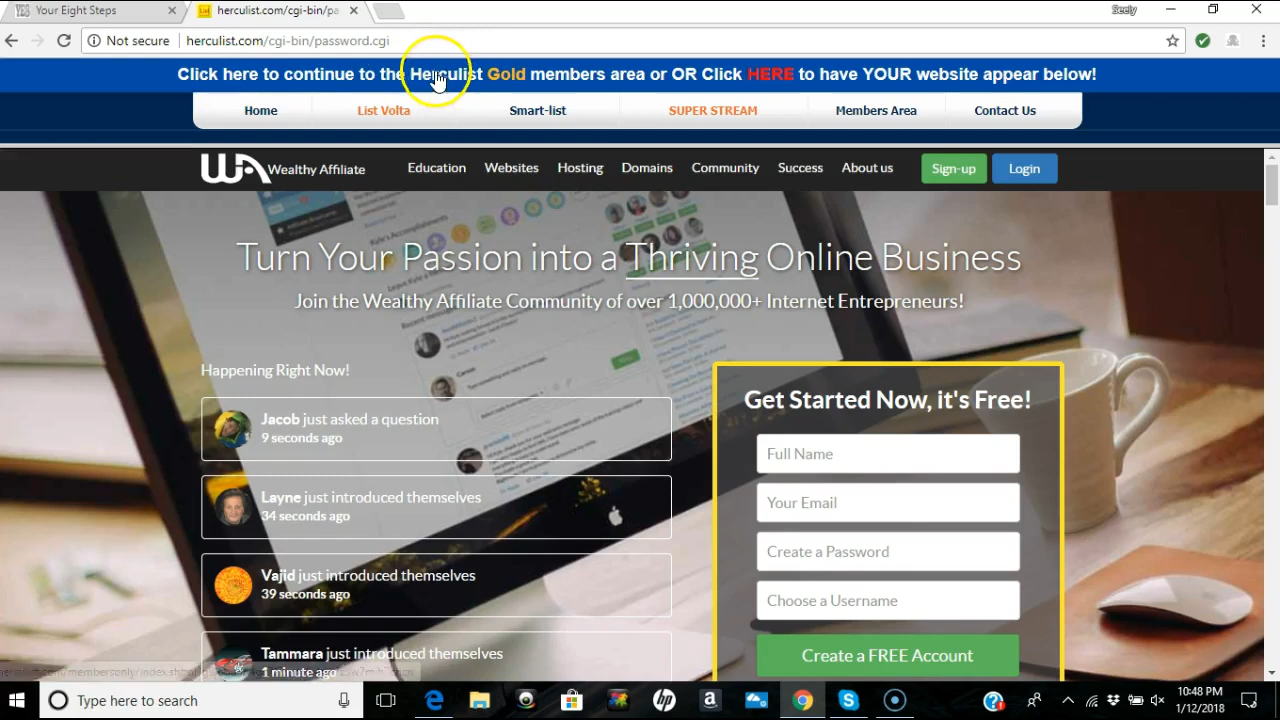 Your Eight Steps
herculist.com/cgi-bin/pa
Seely
Not secure herculist.com/cgi-bin/password.cgi
Click here to continue to the Herculist Gold members area or OR Click HERE to have YOUR website appear below!
Home List Volta Smart-list SUPER STREAM Members Area Contact Us
WA Wealthy Affiliate Education Websites Hosting Domains Community Success About us Sign-up Login
Turn Your Passion into a Thriving Online Business
Join the Wealthy Affiliate Community of over 1,000,000+ Internet Entrepreneurs!
Happening Right Now!
Jacob just asked a question
9 seconds ago
Layne just introduced themselves
34 seconds ago
Vajid just introduced themselves
39 seconds ago
Tammara just introduced themselves
1 minute ago
Get Started Now, it's Free!
Full Name
Your Email
Create a Password
Choose a Username
Create a FREE Account
Type here to search
10:48 PM
1/12/2018